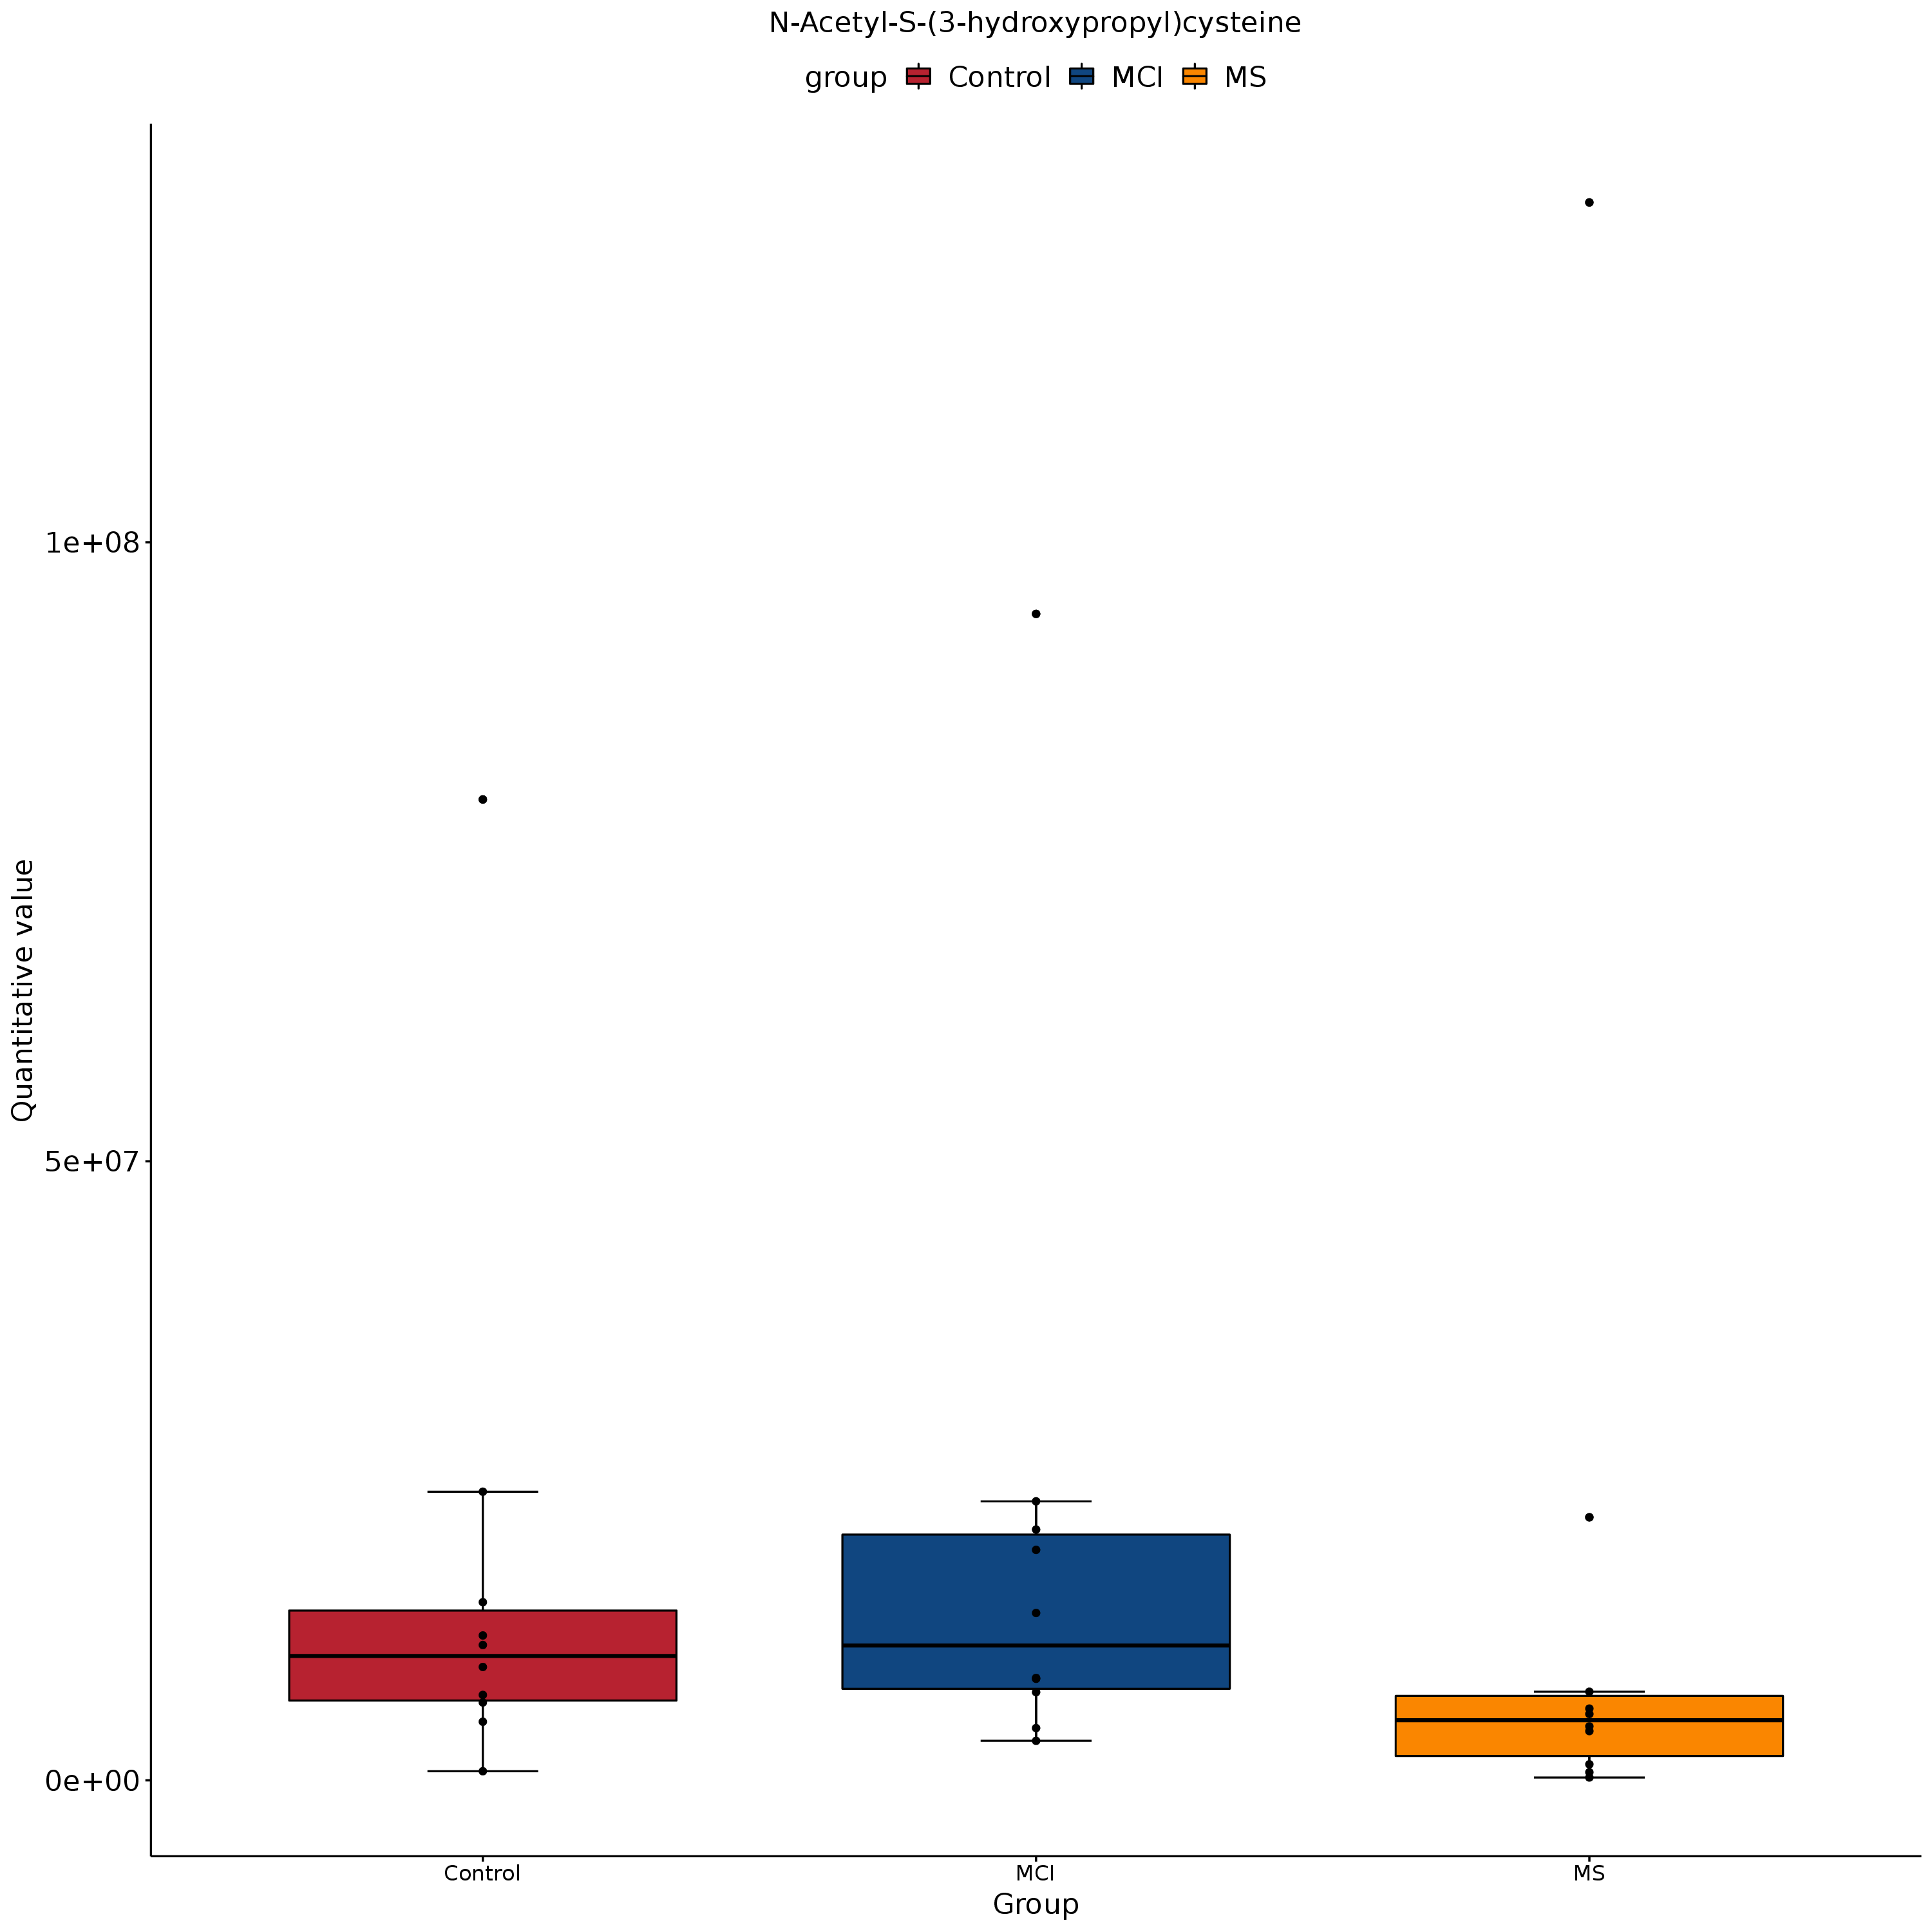 N-Acetyl-S-(3-hydroxypropyl)cysteine
group Control MCI MS
Quantitative value
1e+08
5e+07
0e+00
Control MCI MS
Group